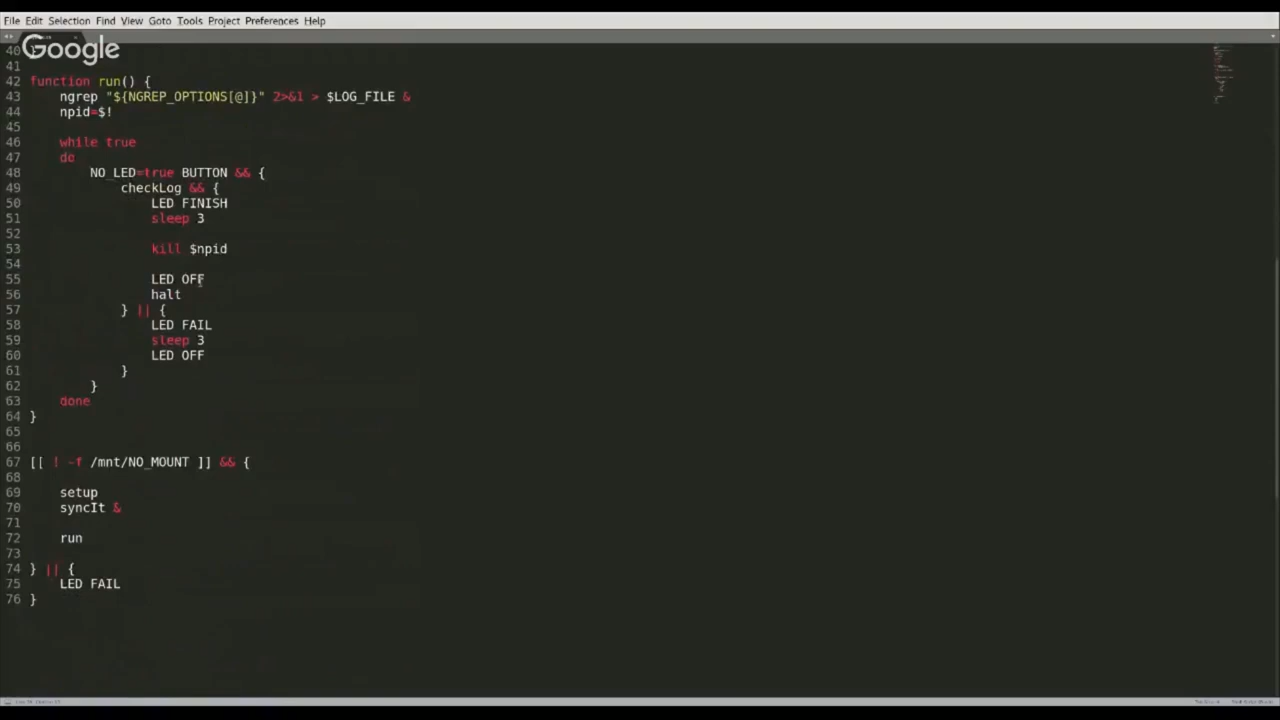 File Edit Selection Find View Goto Tools Project Preferences Help
Google
40 }
41
42 function run() {
43 ngrep "${NGREP_OPTIONS[@]}" 2>&1 > $LOG_FILE &
44 npid=$!
45
46 while true
47 do
48 NO_LED=true BUTTON && {
49 checkLog && {
50 LED FINISH
51 sleep 3
52
53 kill $npid
54
55 LED OFF
56 halt
57 } || {
58 LED FAIL
59 sleep 3
60 LED OFF
61 }
62 }
63 done
64 }
65
66
67 [[ ! -f /mnt/NO_MOUNT ]] && {
68
69 setup
70 syncIt &
71
72 run
73
74 } || {
75 LED FAIL
76 }